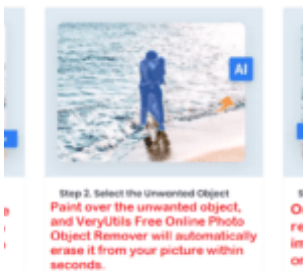 AI
Step 2. Select the Unwanted Object
Paint over the unwanted object,
and VeryUtils Free Online Photo
Object Remover will automatically
erase it from your picture within
seconds.